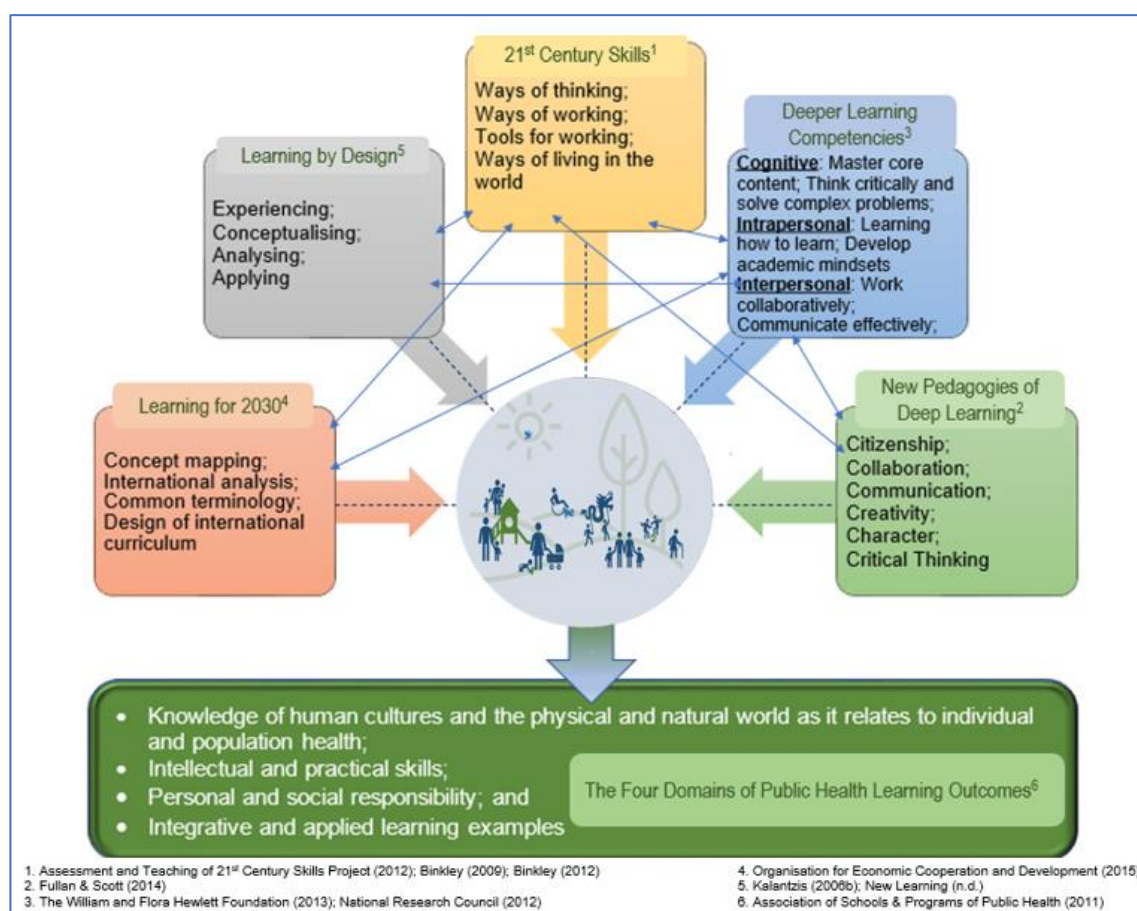 21st Century Skills1
Ways of thinking;
Ways of working;
Tools for working;
Ways of living in the
world
Learning by Design5
Experiencing;
Conceptualising;
Analysing;
Applying
Deeper Learning
Competencies3
Cognitive: Master core
content; Think critically and
solve complex problems;
Intrapersonal: Learning
how to learn; Develop
academic mindsets
Interpersonal: Work
collaboratively;
Communicate effectively;
Learning for 20304
Concept mapping;
International analysis;
Common terminology;
Design of international
curriculum
New Pedagogies of
Deep Learning2
Citizenship;
Collaboration;
Communication;
Creativity;
Character;
Critical Thinking
• Knowledge of human cultures and the physical and natural world as it relates to individual
and population health;
• Intellectual and practical skills;
• Personal and social responsibility; and
• Integrative and applied learning examples
The Four Domains of Public Health Learning Outcomes6
1. Assessment and Teaching of 21st Century Skills Project (2012); Binkley (2009); Binkley (2012)
2. Fullan & Scott (2014)
3. The William and Flora Hewlett Foundation (2013); National Research Council (2012)
4. Organisation for Economic Cooperation and Development (2015)
5. Kalantzis (2006b); New Learning (n.d.)
6. Association of Schools & Programs of Public Health (2011)